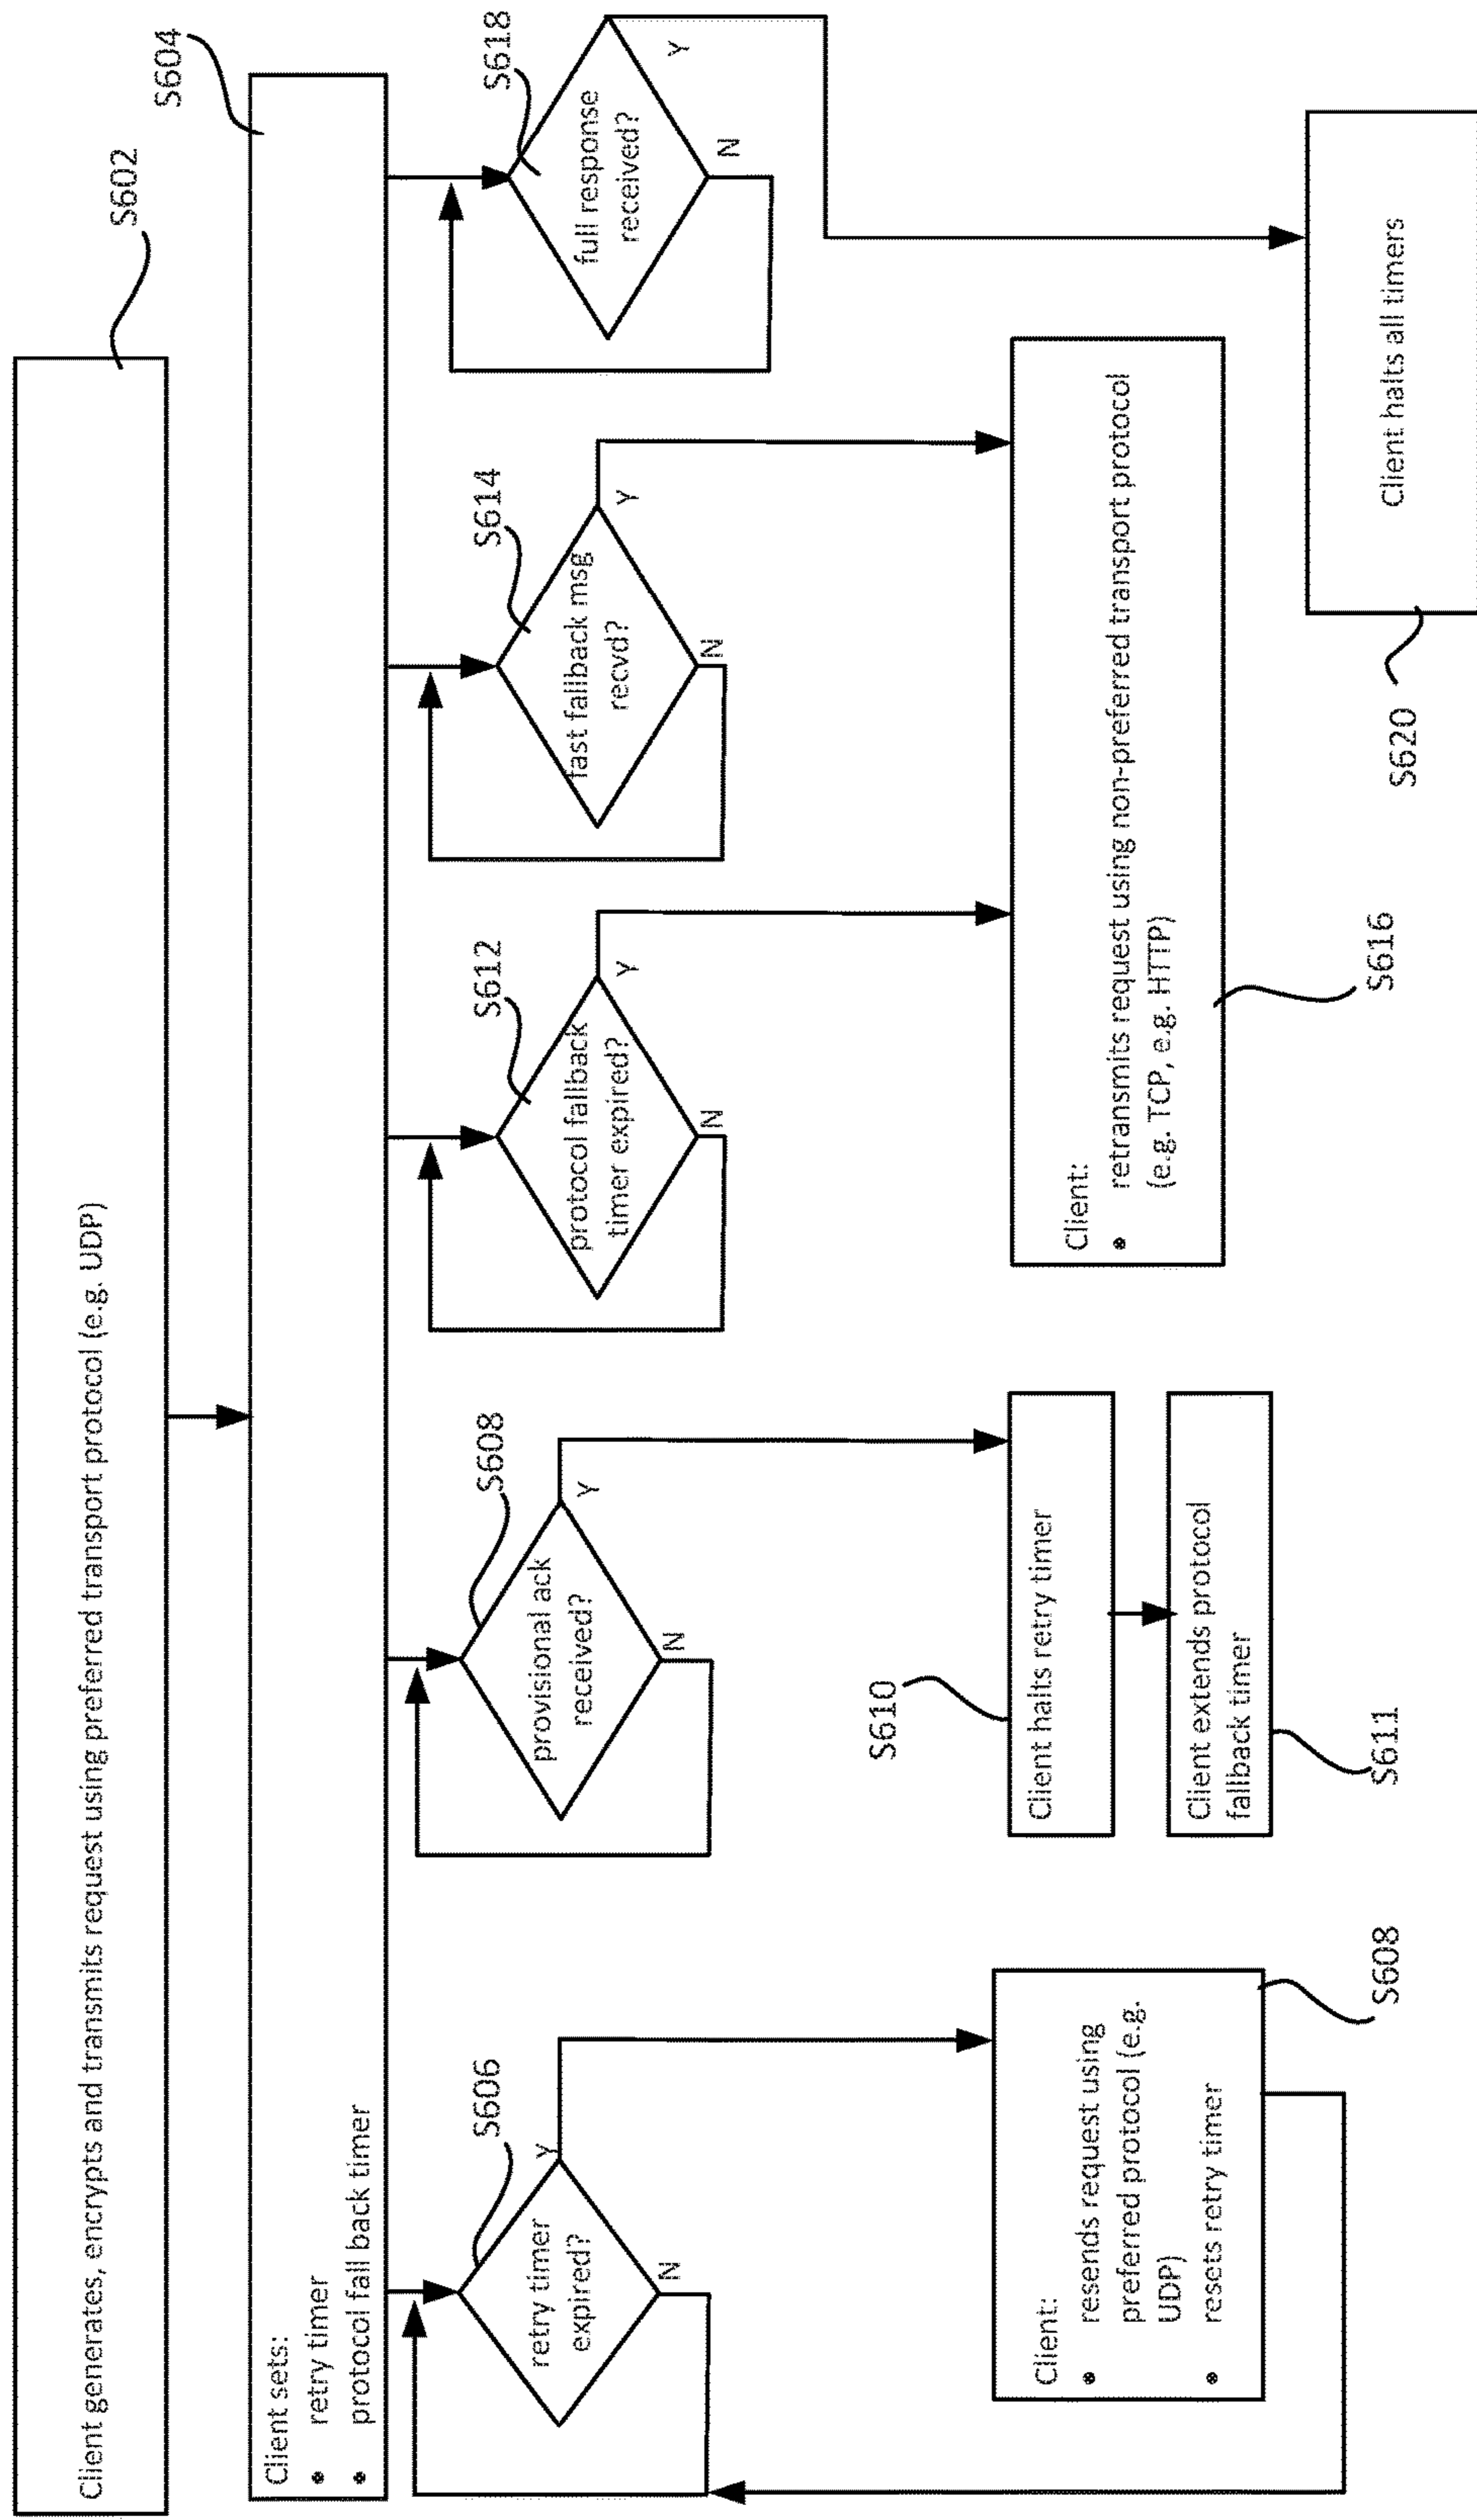 S602
Client generates, encrypts and transmits request using preferred transport protocol (e.g. UDP)
S604
Client sets:
• retry timer
• protocol fall back timer
S606
retry timer
expired?
Y
N
S608
provisional ack
received?
Y
N
S612
protocol fallback
timer expired?
Y
N
S614
fast fallback msg
recvd?
Y
N
S618
full response
received?
Y
N
Client:
• resends request using
preferred protocol (e.g.
UDP)
• resets retry timer
S608
S610
Client halts retry timer
Client extends protocol
fallback timer
S611
Client:
• retransmits request using non-preferred transport protocol
(e.g. TCP, e.g. HTTP)
S616
Client halts all timers
S620